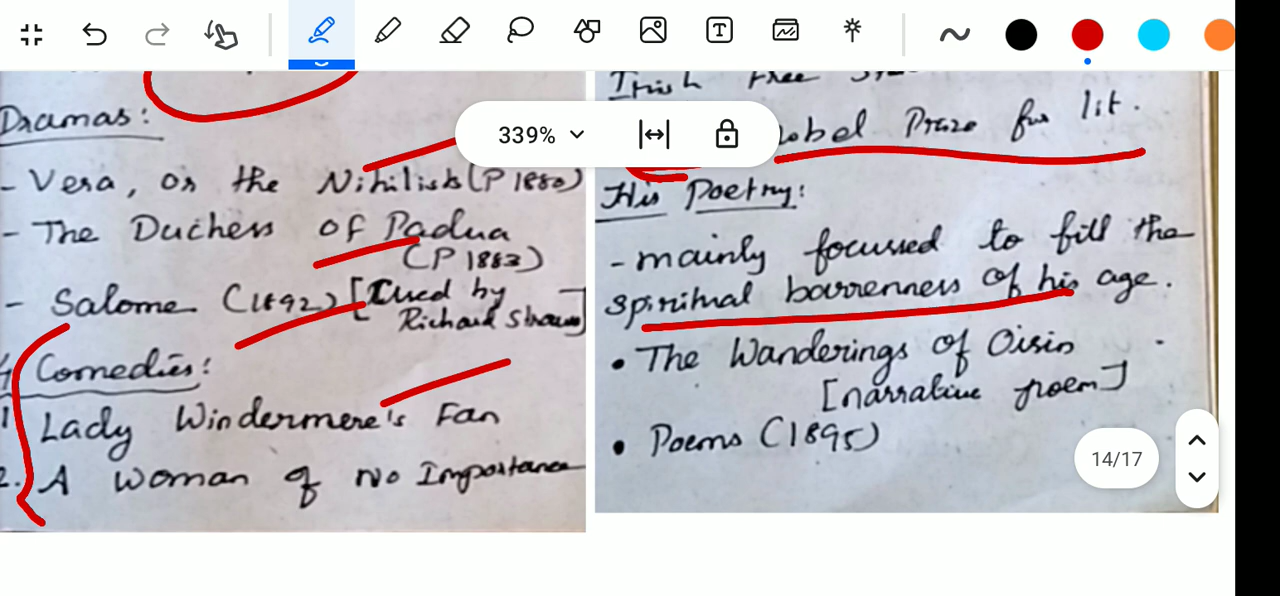 339%
Dramas:
- Vera, or the Nihilists (P 1880)
- The Duchess of Padua
(P 1883)
- Salome (1892) [Used by
Richard Strauss]
4 Comedies:
1 Lady Windermere's Fan
2. A Woman of No Importance
Irish Free
Nobel Prize for lit.
His Poetry:
- mainly focussed to fill the
spiritual barrenness of his age.
• The Wanderings of Oisin
[narrative poem]
• Poems (1895)
14/17